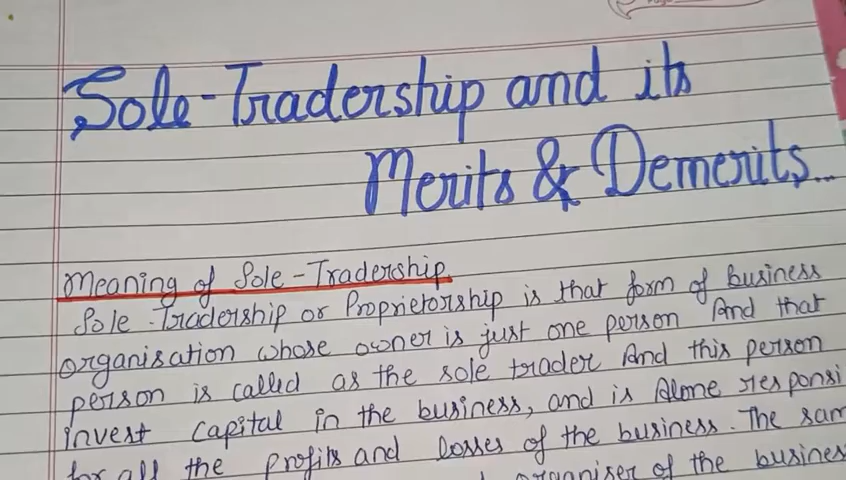 Sole-Tradership and its
Merits & Demerits...
Meaning of Sole-Tradership
Sole-Tradership or Proprietorship is that form of business
organisation whose owner is just one person And that
person is called as the sole trader And this person
invest capital in the business, and is Alone responsi
for all the profits and losses of the business. The sam
organiser of the busines